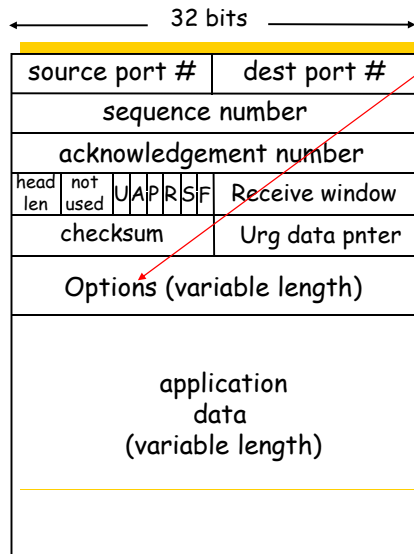 32 bits
source port # dest port #
sequence number
acknowledgement number
head len not used U A P R S F Receive window
checksum Urg data pnter
Options (variable length)
application
data
(variable length)